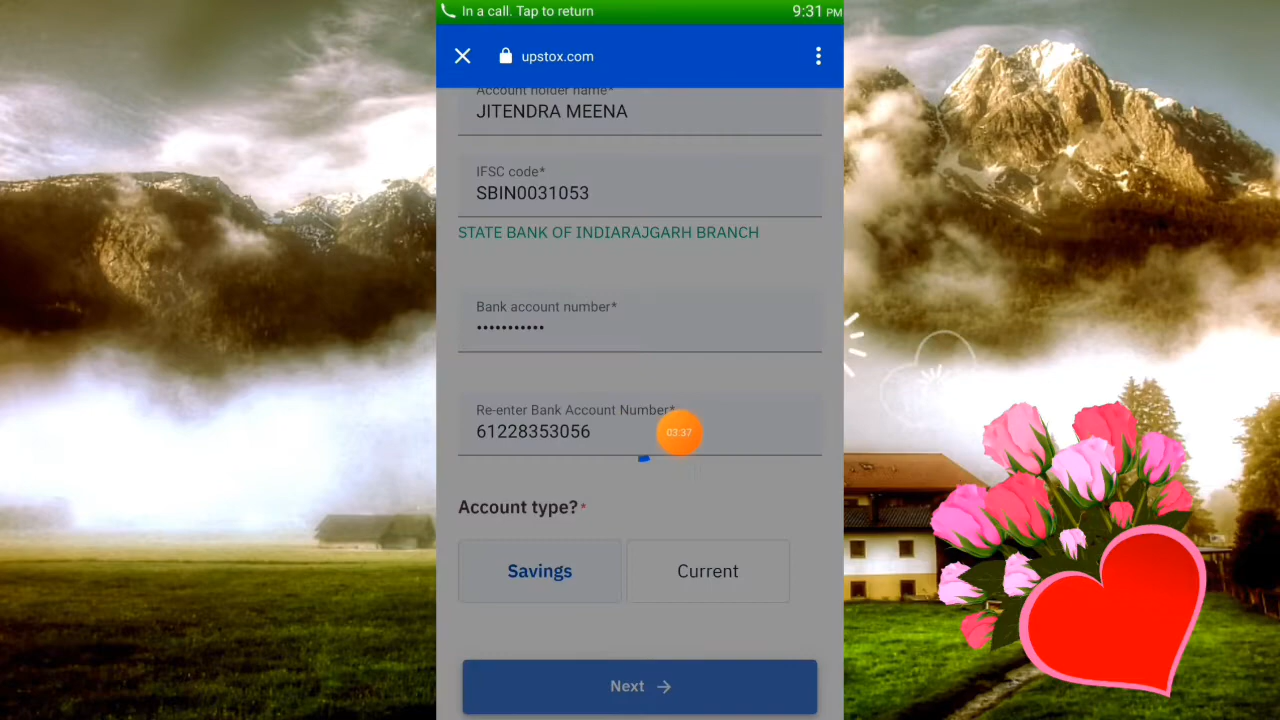 In a call. Tap to return
9:31 PM
upstox.com
Account holder name*
JITENDRA MEENA
IFSC code*
SBIN0031053
STATE BANK OF INDIARAJGARH BRANCH
Bank account number*
•••••••••••
Re-enter Bank Account Number*
61228353056
03:37
Account type?*
Savings
Current
Next